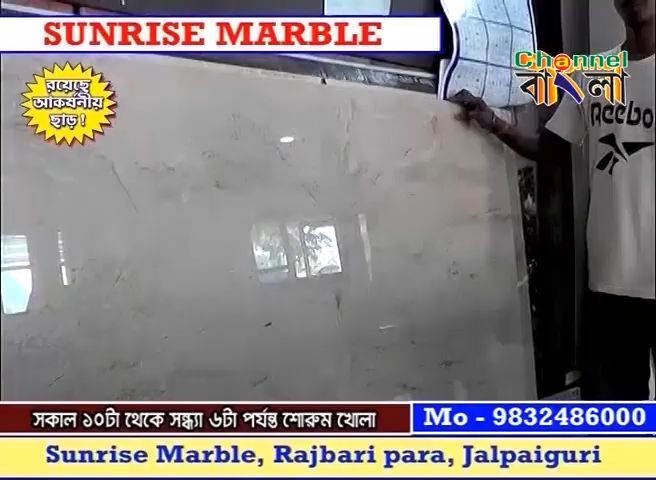 SUNRISE MARBLE
Channel
বাংলা
রয়েছে
আকর্ষনীয়
ছাড়!
Reebok
সকাল ১০টা থেকে সন্ধ্যা ৬টা পর্যন্ত শোরুম খোলা
Mo - 9832486000
Sunrise Marble, Rajbari para, Jalpaiguri